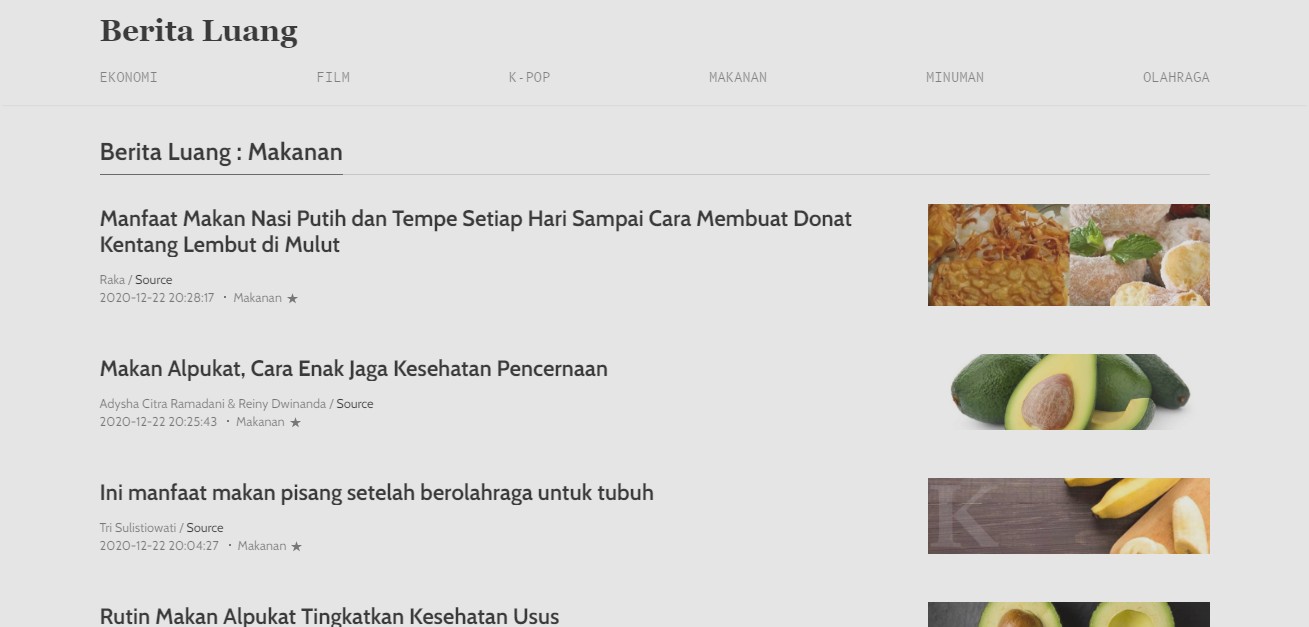 Berita Luang
EKONOMI FILM K-POP MAKANAN MINUMAN OLAHRAGA
Berita Luang : Makanan
Manfaat Makan Nasi Putih dan Tempe Setiap Hari Sampai Cara Membuat Donat
Kentang Lembut di Mulut
Raka / Source
2020-12-22 20:28:17 · Makanan ★
Makan Alpukat, Cara Enak Jaga Kesehatan Pencernaan
Adysha Citra Ramadani & Reiny Dwinanda / Source
2020-12-22 20:25:43 · Makanan ★
Ini manfaat makan pisang setelah berolahraga untuk tubuh
Tri Sulistiowati / Source
2020-12-22 20:04:27 · Makanan ★
K
Rutin Makan Alpukat Tingkatkan Kesehatan Usus